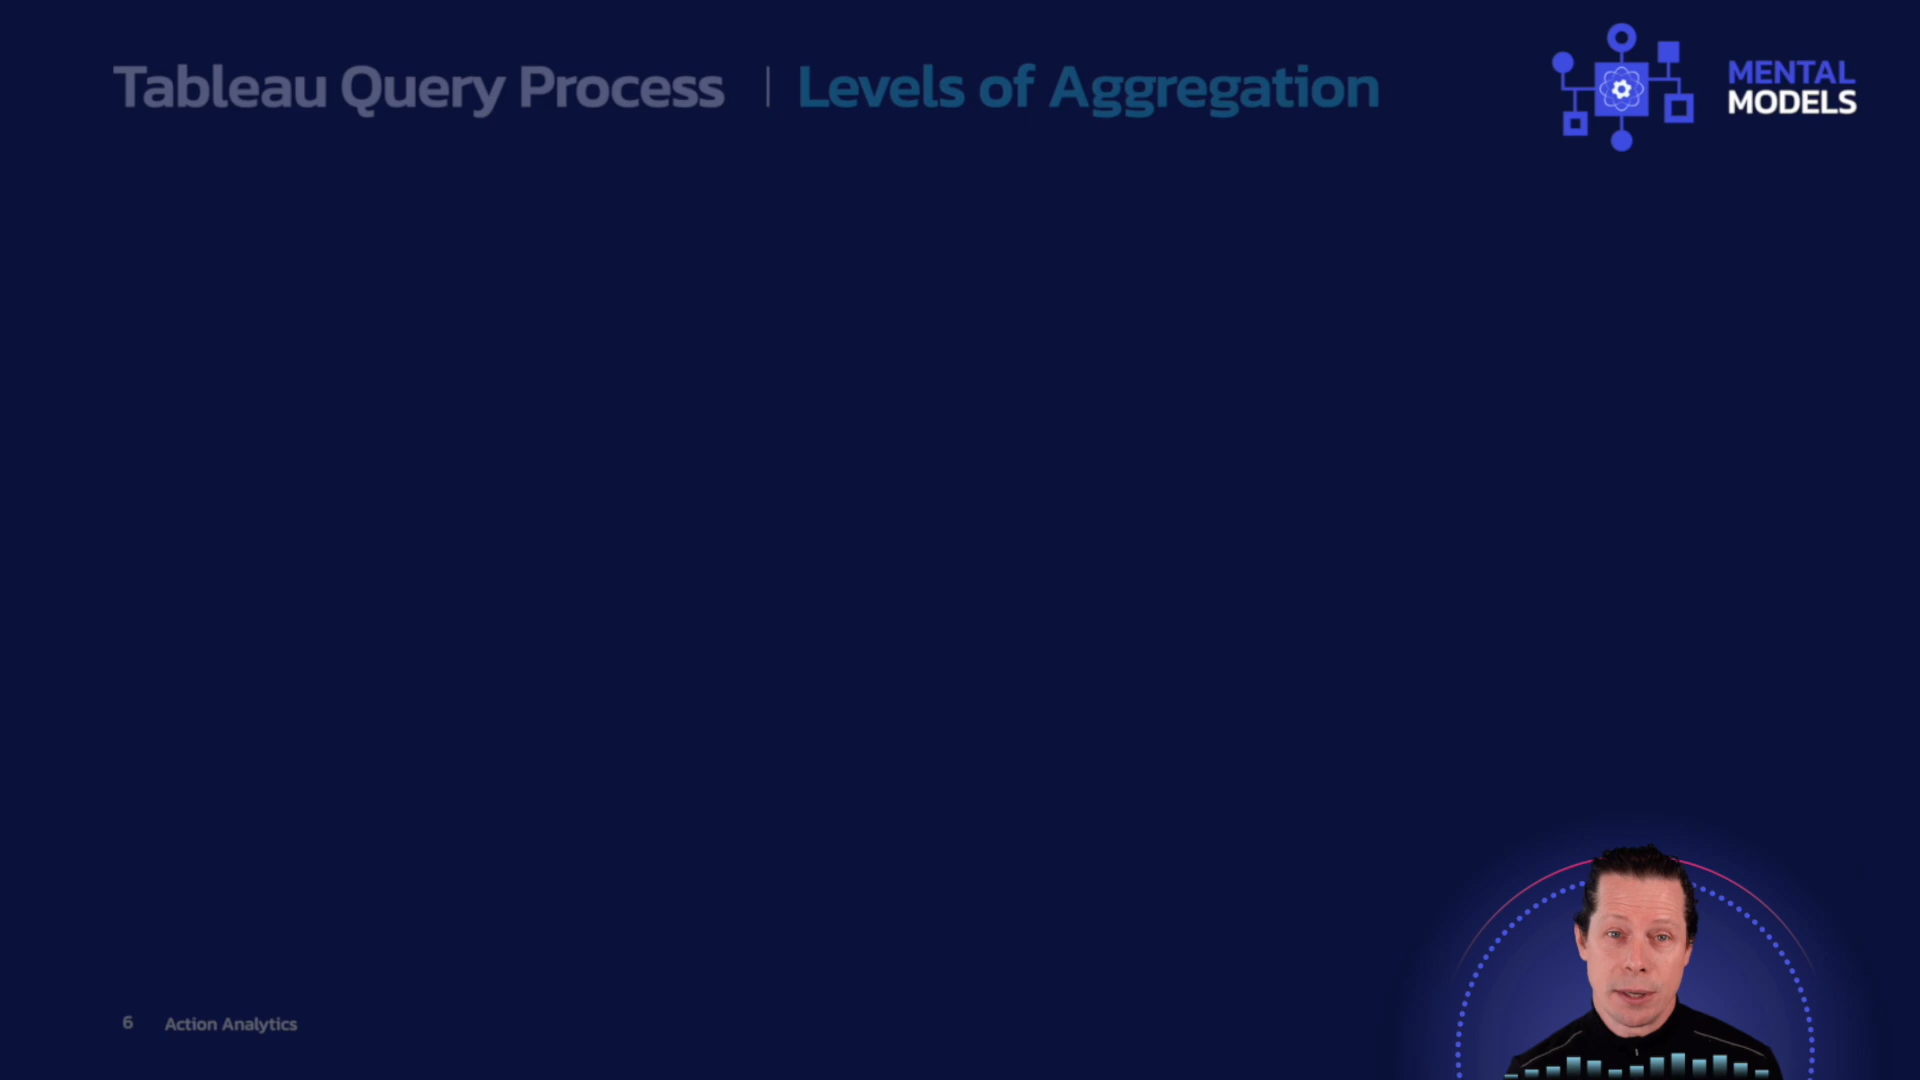 Tableau Query Process | Levels of Aggregation
MENTAL
MODELS
6 Action Analytics